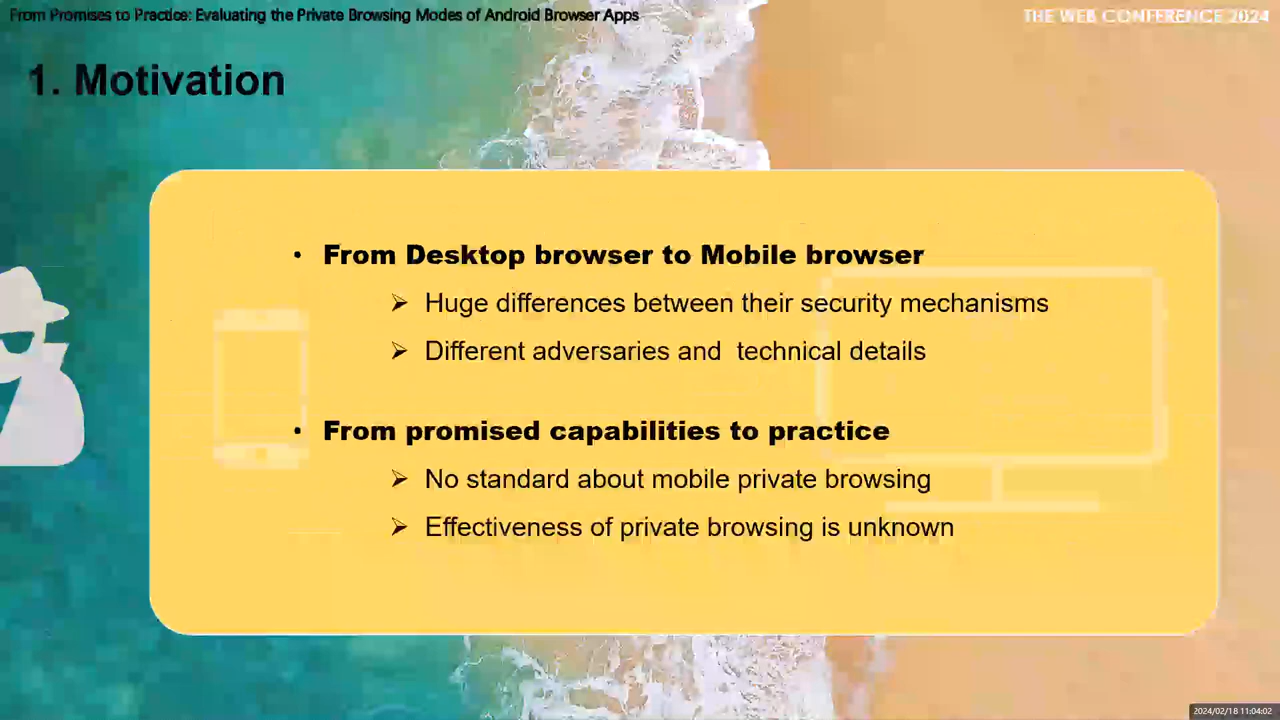 From Promises to Practice: Evaluating the Private Browsing Modes of Android Browser Apps
THE WEB CONFERENCE 2024
1. Motivation
• From Desktop browser to Mobile browser
➢ Huge differences between their security mechanisms
➢ Different adversaries and  technical details
• From promised capabilities to practice
➢ No standard about mobile private browsing
➢ Effectiveness of private browsing is unknown
2024/02/18 11:04:02